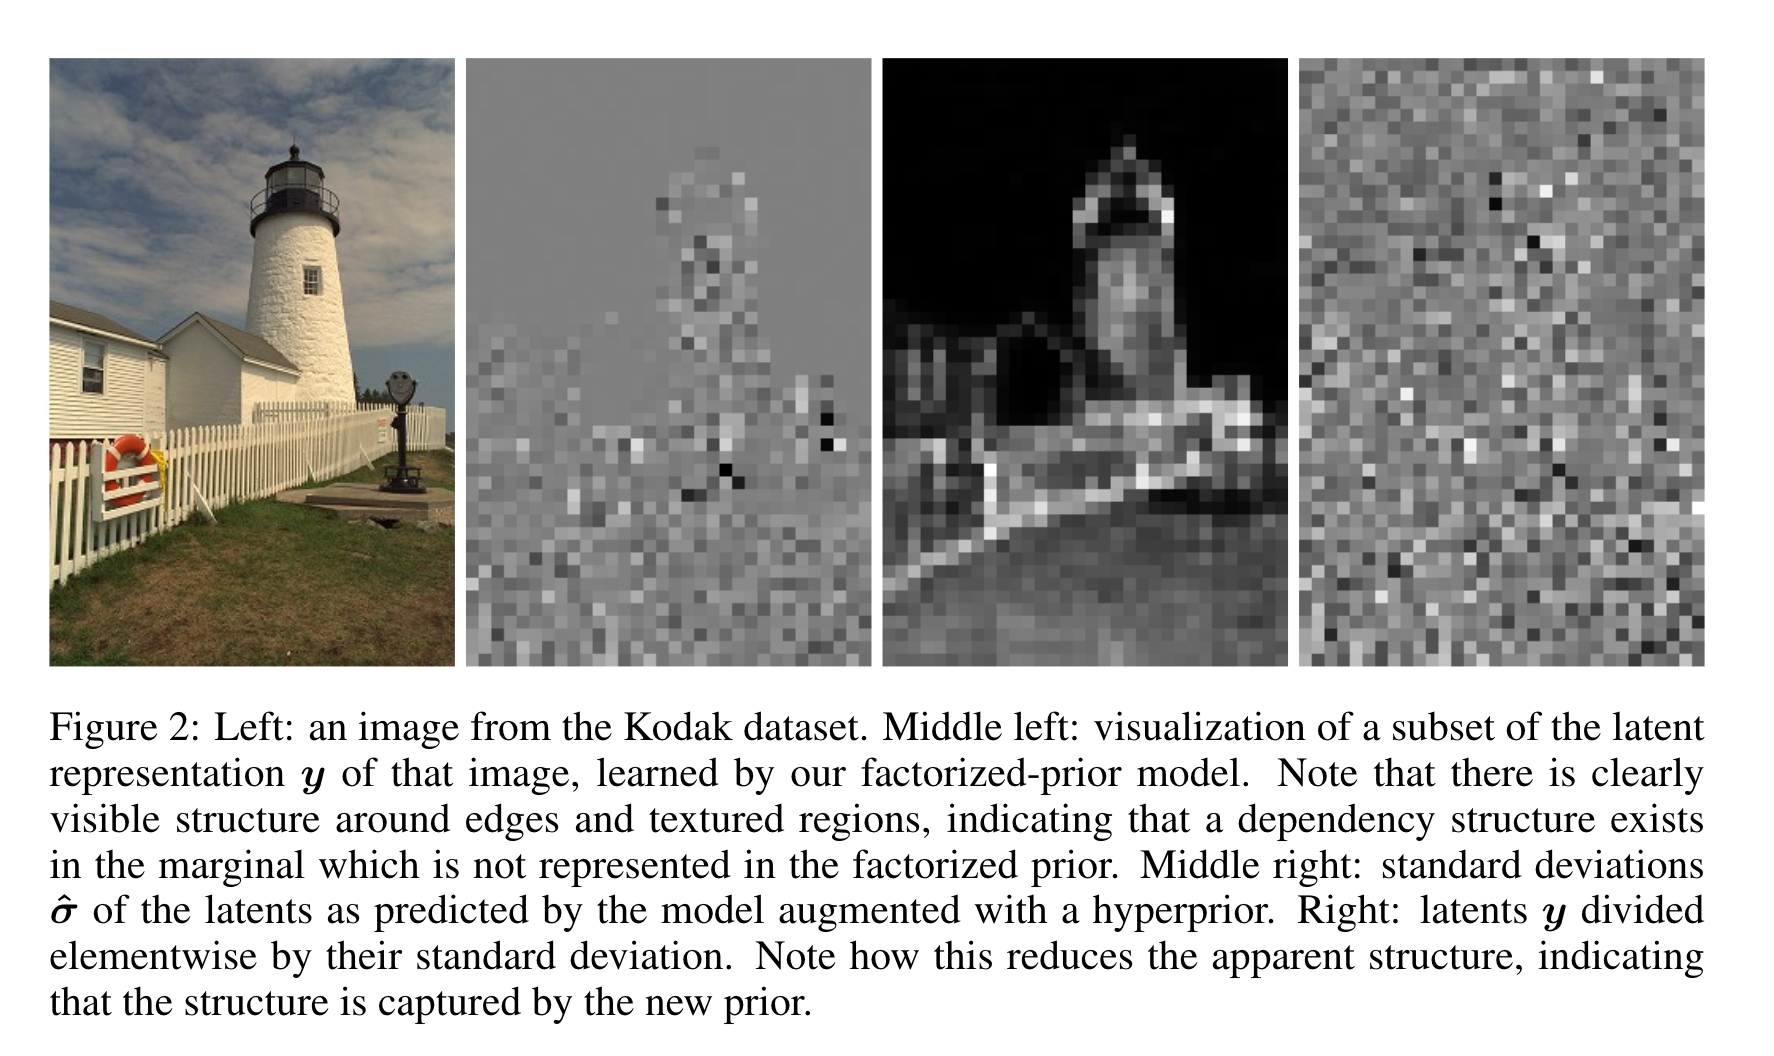 Figure 2: Left: an image from the Kodak dataset. Middle left: visualization of a subset of the latent
representation y of that image, learned by our factorized-prior model. Note that there is clearly
visible structure around edges and textured regions, indicating that a dependency structure exists
in the marginal which is not represented in the factorized prior. Middle right: standard deviations
σ̂ of the latents as predicted by the model augmented with a hyperprior. Right: latents y divided
elementwise by their standard deviation. Note how this reduces the apparent structure, indicating
that the structure is captured by the new prior.